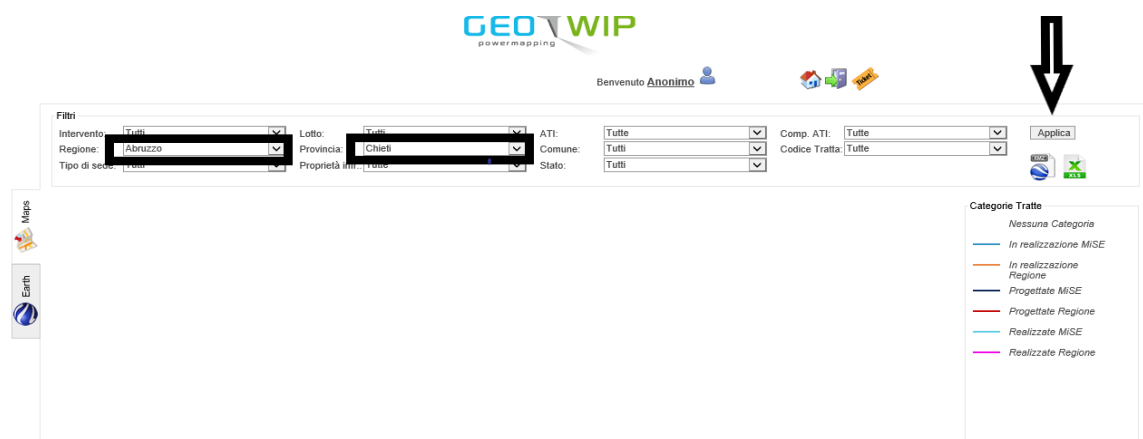 GEO WIP
powermapping
Benvenuto Anonimo
Ticket
Filtri
Intervento: Tutti Lotto: Tutti ATI: Tutte Comp. ATI: Tutte Applica
Regione: Abruzzo Provincia: Chieti Comune: Tutti Codice Tratta: Tutte
Tipo di sede: Tutti Proprietà infr.: Tutte Stato: Tutti
KMZ XLS
Maps
Earth
Categorie Tratte
Nessuna Categoria
In realizzazione MiSE
In realizzazione
Regione
Progettate MiSE
Progettate Regione
Realizzate MiSE
Realizzate Regione